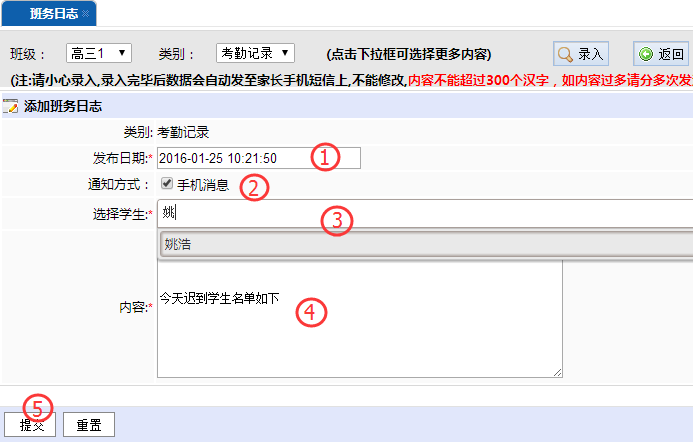 班务日志
班级： 高三1 类别： 考勤记录 (点击下拉框可选择更多内容) 录入 返回
(注:请小心录入,录入完毕后数据会自动发至家长手机短信上,不能修改,内容不能超过300个汉字，如内容过多请分多次发
添加班务日志
类别: 考勤记录
发布日期:* 2016-01-25 10:21:50 ①
通知方式： 手机消息 ②
选择学生:* 姚 ③
姚浩
内容:* 今天迟到学生名单如下 ④
⑤
提交 重置